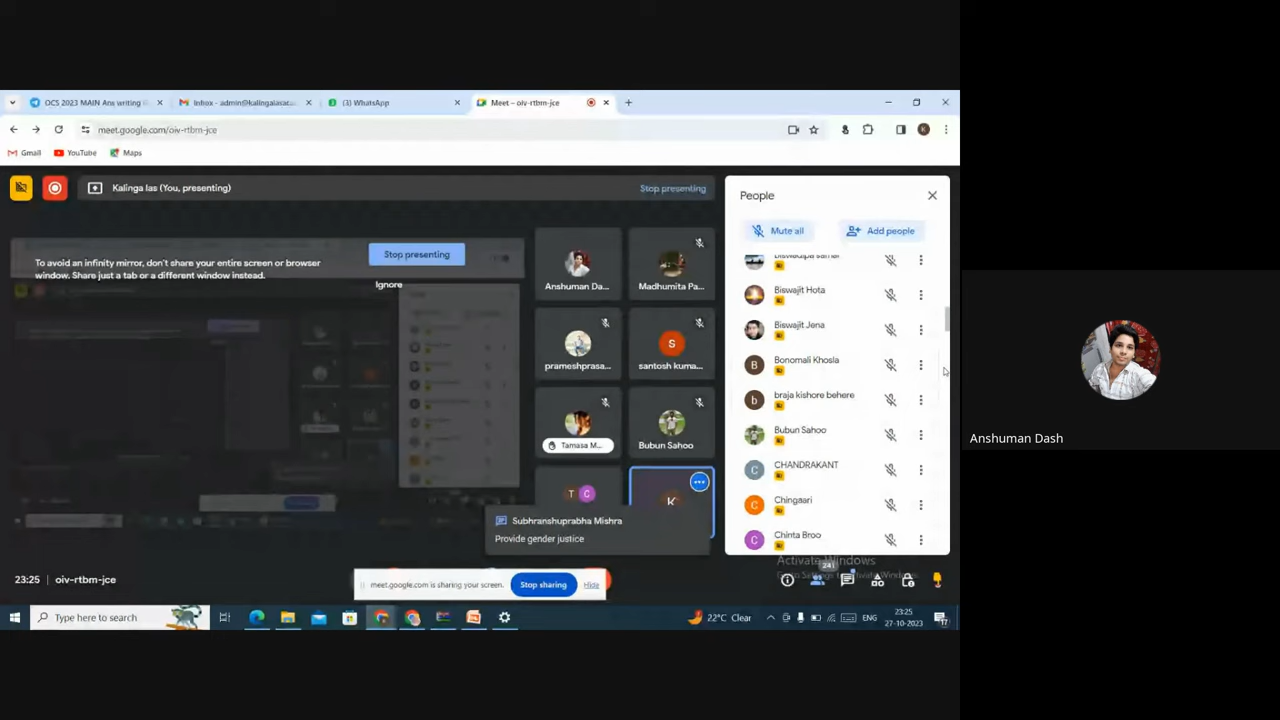 OCS 2023 MAIN Ans writing
Inbox - admin@kalingaiasac...
(3) WhatsApp
Meet – oiv-rtbm-jce
meet.google.com/oiv-rtbm-jce
Gmail
YouTube
Maps
Kalinga Ias (You, presenting)
Stop presenting
People
Mute all
Add people
To avoid an infinity mirror, don't share your entire screen or browser
window. Share just a tab or a different window instead.
Stop presenting
Ignore
Anshuman Da...
Madhumita Pa...
prameshprasa...
santosh kuma...
Tamasa M...
Bubun Sahoo
T
C
K
S
Biswajit Hota
Biswajit Jena
B
Bonomali Khosla
b
braja kishore behere
Bubun Sahoo
C
CHANDRAKANT
C
Chingaari
C
Chinta Broo
Subhranshuprabha Mishra
Provide gender justice
Activate Windows
241
23:25
oiv-rtbm-jce
meet.google.com is sharing your screen.
Stop sharing
Hide
Type here to search
22°C Clear
ENG
23:25
27-10-2023
Anshuman Dash